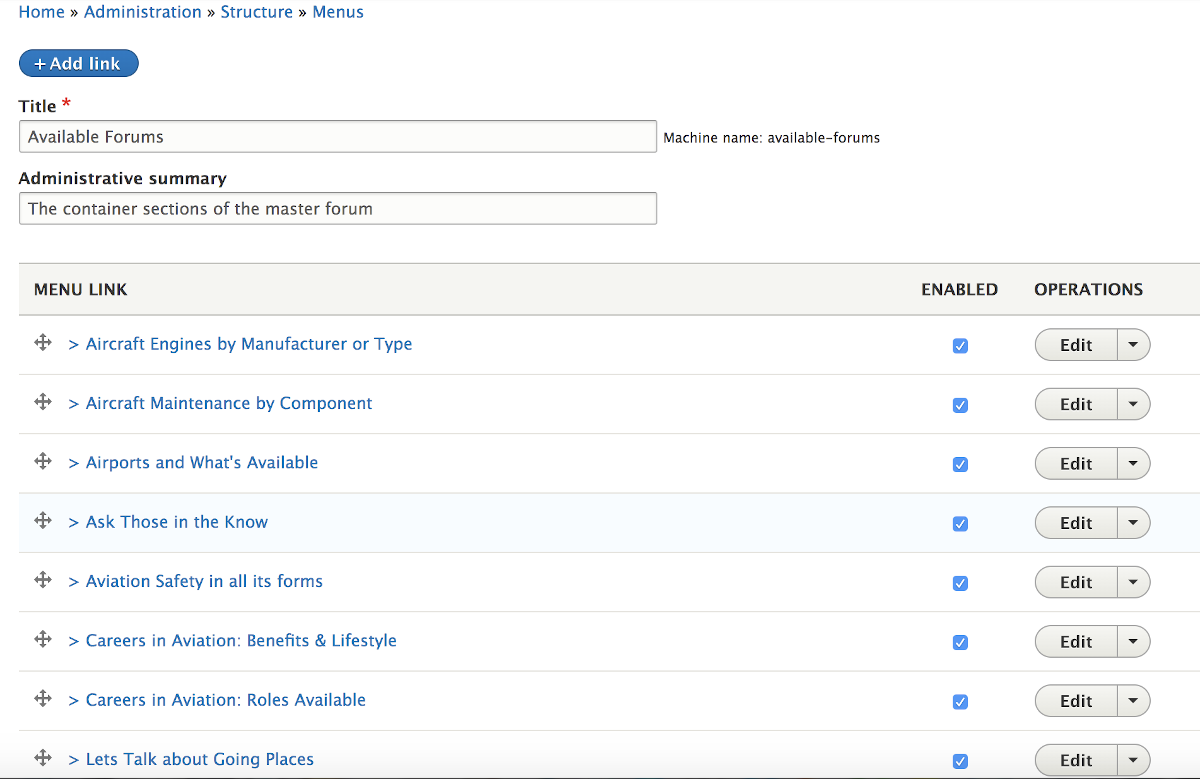 Home » Administration » Structure » Menus
+ Add link
Title *
Available Forums Machine name: available-forums
Administrative summary
The container sections of the master forum
MENU LINK ENABLED OPERATIONS
> Aircraft Engines by Manufacturer or Type Edit
> Aircraft Maintenance by Component Edit
> Airports and What's Available Edit
> Ask Those in the Know Edit
> Aviation Safety in all its forms Edit
> Careers in Aviation: Benefits & Lifestyle Edit
> Careers in Aviation: Roles Available Edit
> Lets Talk about Going Places Edit